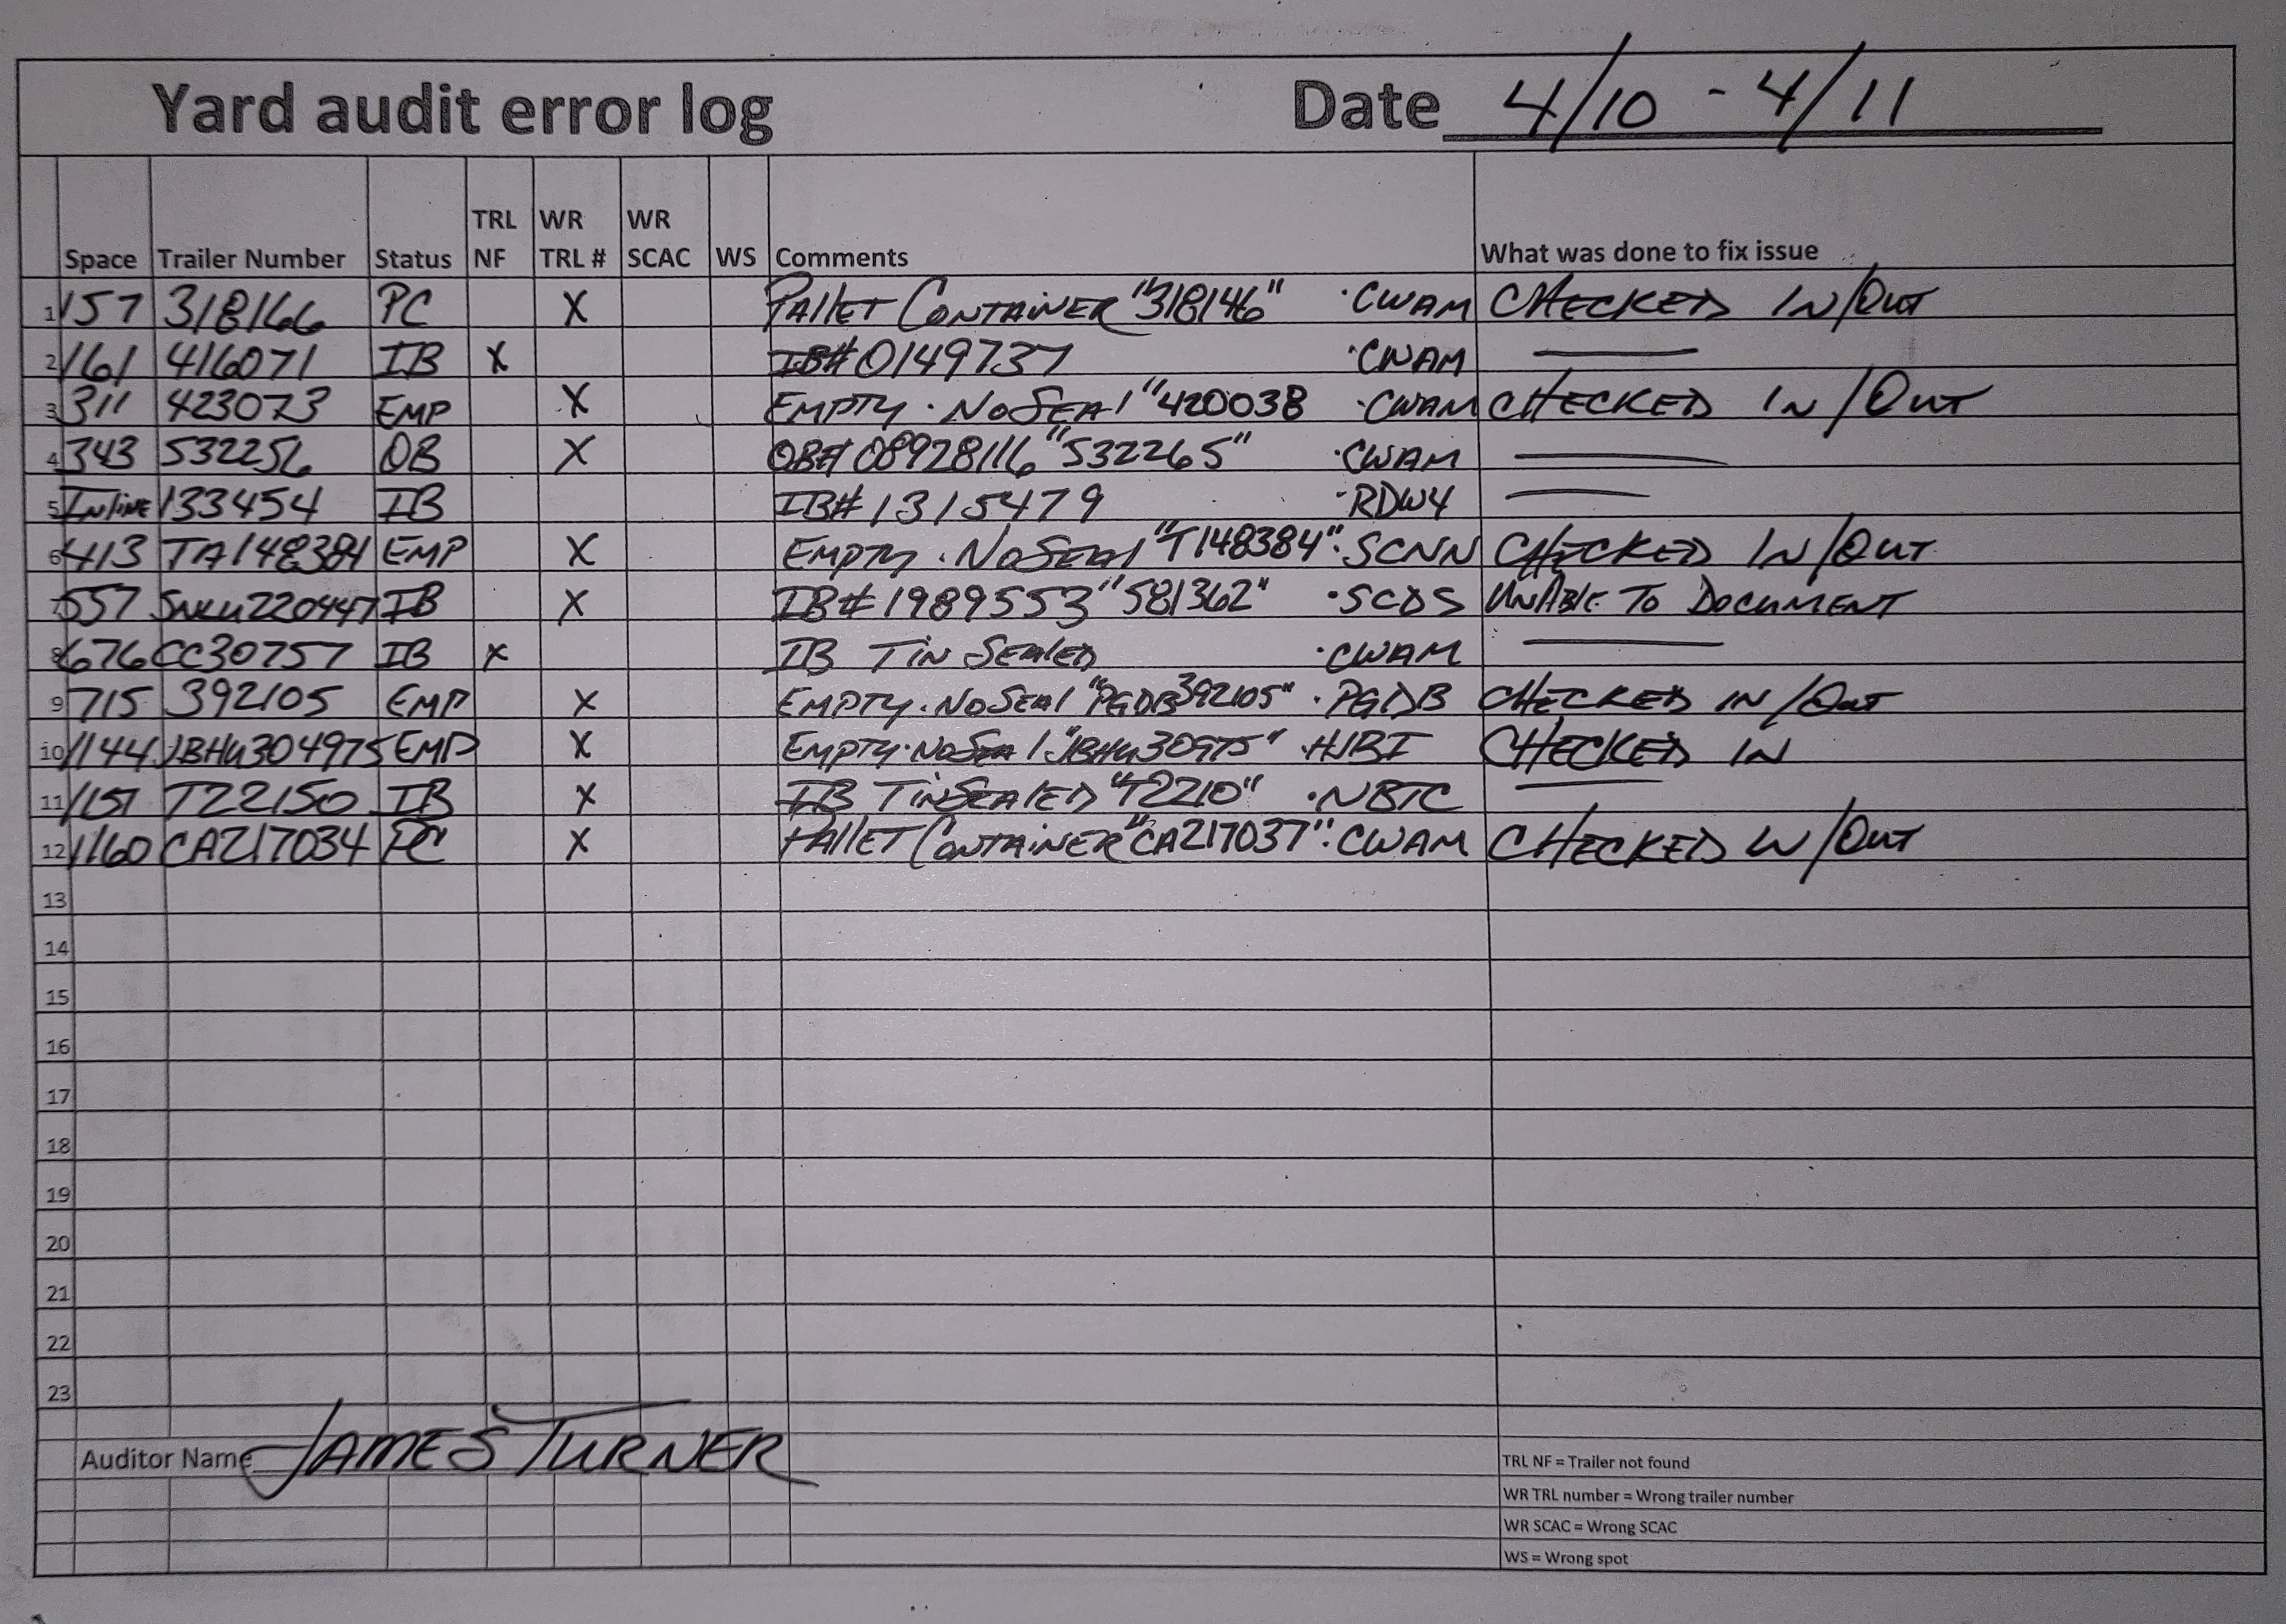 Yard audit error log Date 4/10 - 4/11
Space Trailer Number Status TRL NF WR TRL # WR SCAC WS Comments What was done to fix issue
1 157 318166 PC X PALLET CONTAINER "318146" · CWAM CHECKED IN/OUT
2 161 416071 IB X IB# 0149737 · CWAM —
3 311 423073 EMP X EMPTY · NO SEAL "420038 · CWAM CHECKED IN/OUT
4 343 532256 OB X OB# 08928116 "532265" · CWAM —
5 INLINE 133454 IB IB# 1315479 - RDW4 —
6 413 TA148384 EMP X EMPTY · NO SEAL "T148384" · SCNN CHECKED IN/OUT
7 557 SNLU220447 IB X IB# 1989553 "581362" · SCDS UNABLE TO DOCUMENT
8 676 CC30757 IB X IB TIN SEALED · CWAM —
9 715 392105 EMP X EMPTY · NO SEAL "PGDB392105" · PGDB CHECKED IN/OUT
10 1144 JBHU304975 EMP X EMPTY · NO SEAL "JBHU30975" · HJBI CHECKED IN
11 1151 T22150 IB X IB TIN SEALED "T2210" · NBTC —
12 1160 CA217034 PC X PALLET CONTAINER "CA217037" · CWAM CHECKED IN/OUT
13
14
15
16
17
18
19
20
21
22
23
Auditor Name JAMES TURNER
TRL NF = Trailer not found
WR TRL number = Wrong trailer number
WR SCAC = Wrong SCAC
WS = Wrong spot